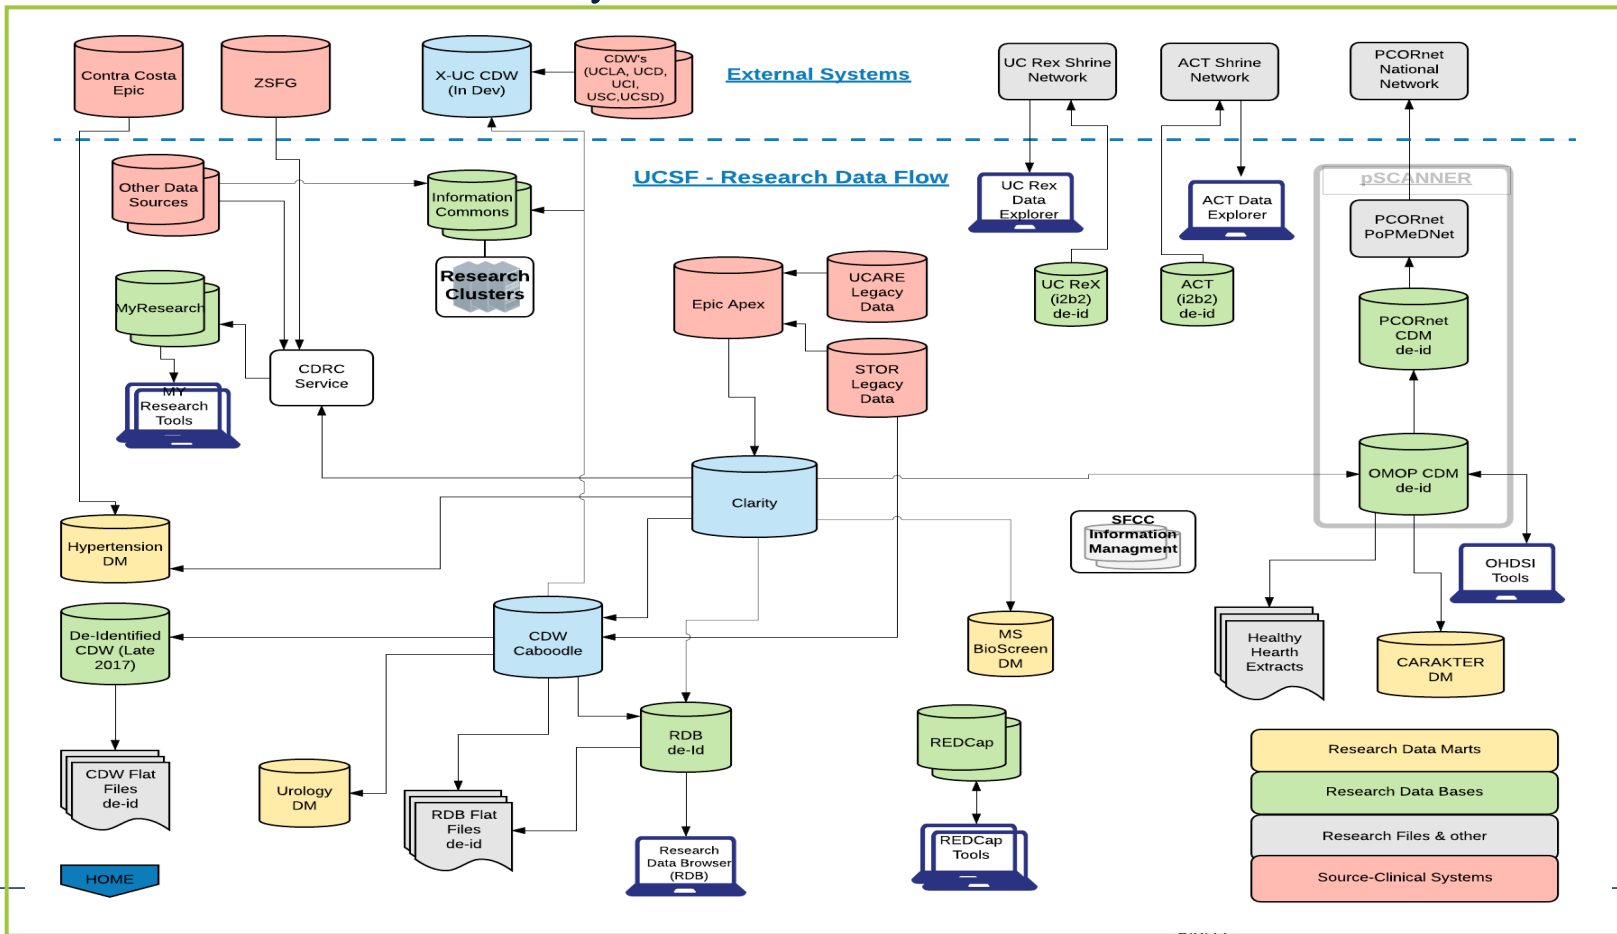 Contra Costa
Epic
ZSFG
X-UC CDW
(In Dev)
CDW's
(UCLA, UCD,
UCI,
USC,UCSD)
External Systems
UC Rex Shrine
Network
ACT Shrine
Network
PCORnet
National
Network
UCSF - Research Data Flow
Other Data
Sources
Information
Commons
Research
Clusters
UC Rex
Data
Explorer
ACT Data
Explorer
pSCANNER
PCORnet
PoPMeDNet
MyResearch
CDRC
Service
MY
Research
Tools
Epic Apex
UCARE
Legacy
Data
STOR
Legacy
Data
UC ReX
(i2b2)
de-id
ACT
(i2b2)
de-id
PCORnet
CDM
de-id
Clarity
OMOP CDM
de-id
SFCC
Information
Managment
OHDSI
Tools
Hypertension
DM
De-Identified
CDW (Late
2017)
CDW
Caboodle
MS
BioScreen
DM
Healthy
Hearth
Extracts
CARAKTER
DM
CDW Flat
Files
de-id
Urology
DM
RDB Flat
Files
de-id
RDB
de-Id
Research
Data Browser
(RDB)
REDCap
REDCap
Tools
Research Data Marts
Research Data Bases
Research Files & other
Source-Clinical Systems
HOME